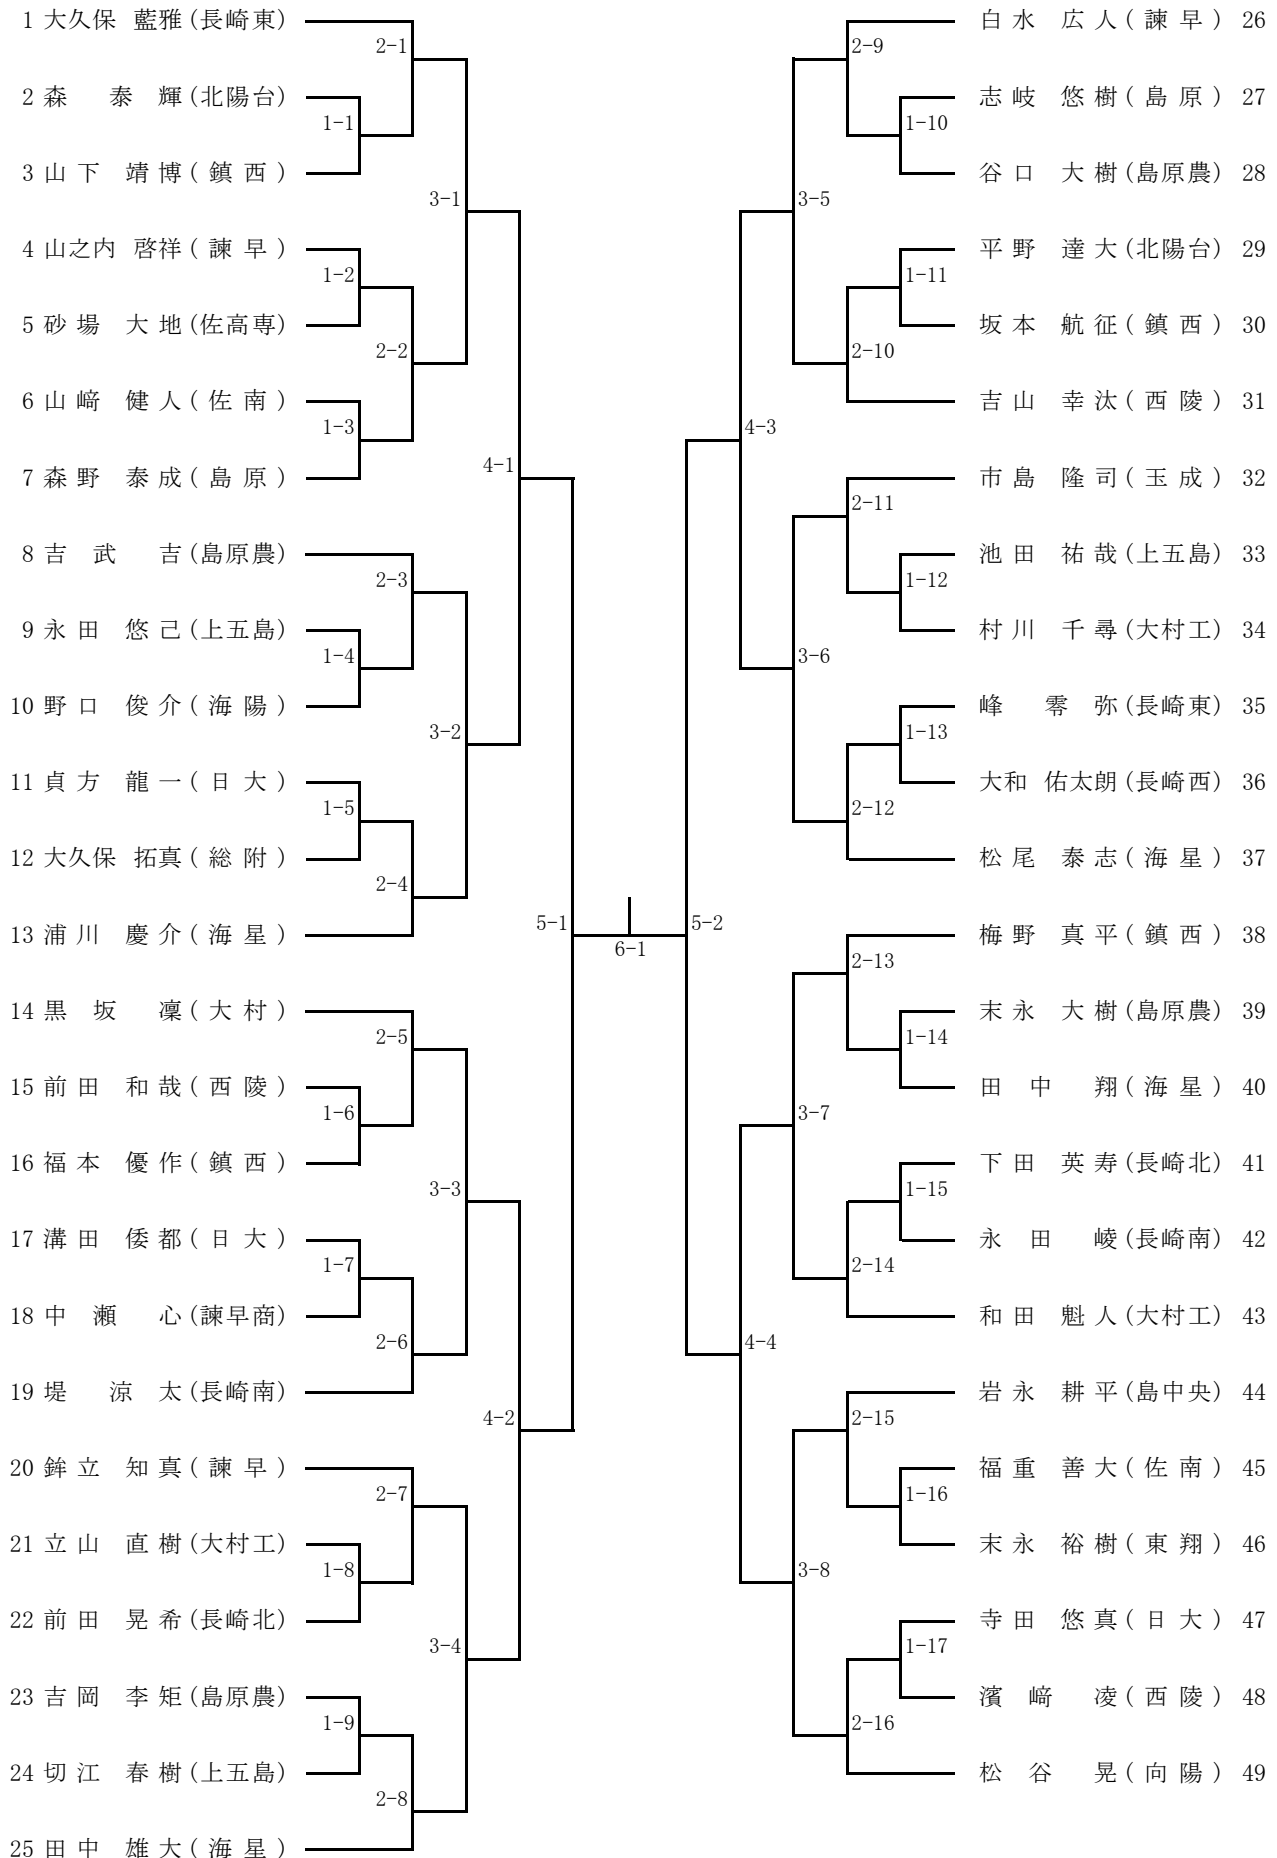 1 大久保 藍雅(長崎東)
2-1
2 森 泰輝(北陽台)
1-1
3 山下 靖博(鎮西)
3-1
4 山之内 啓祥(諫早)
1-2
5 砂場 大地(佐高専)
2-2
6 山﨑 健人(佐南)
1-3
7 森野 泰成(島原)
4-1
8 吉武 吉(島原農)
2-3
9 永田 悠己(上五島)
1-4
10 野口 俊介(海陽)
3-2
11 貞方 龍一(日大)
1-5
12 大久保 拓真(総附)
2-4
13 浦川 慶介(海星)
5-1
14 黒坂 凜(大村)
2-5
15 前田 和哉(西陵)
1-6
16 福本 優作(鎮西)
3-3
17 溝田 倭都(日大)
1-7
18 中瀬 心(諫早商)
2-6
19 堤 涼太(長崎南)
4-2
20 鉾立 知真(諫早)
2-7
21 立山 直樹(大村工)
1-8
22 前田 晃希(長崎北)
3-4
23 吉岡 李矩(島原農)
1-9
24 切江 春樹(上五島)
2-8
25 田中 雄大(海星)
6-1
白水 広人(諫早) 26
2-9
志岐 悠樹(島原) 27
1-10
谷口 大樹(島原農) 28
3-5
平野 達大(北陽台) 29
1-11
坂本 航征(鎮西) 30
2-10
吉山 幸汰(西陵) 31
4-3
市島 隆司(玉成) 32
2-11
池田 祐哉(上五島) 33
1-12
村川 千尋(大村工) 34
3-6
峰 零弥(長崎東) 35
1-13
大和 佑太朗(長崎西) 36
2-12
松尾 泰志(海星) 37
5-2
梅野 真平(鎮西) 38
2-13
末永 大樹(島原農) 39
1-14
田中 翔(海星) 40
3-7
下田 英寿(長崎北) 41
1-15
永田 崚(長崎南) 42
2-14
和田 魁人(大村工) 43
4-4
岩永 耕平(島中央) 44
2-15
福重 善大(佐南) 45
1-16
末永 裕樹(東翔) 46
3-8
寺田 悠真(日大) 47
1-17
濱﨑 凌(西陵) 48
2-16
松谷 晃(向陽) 49